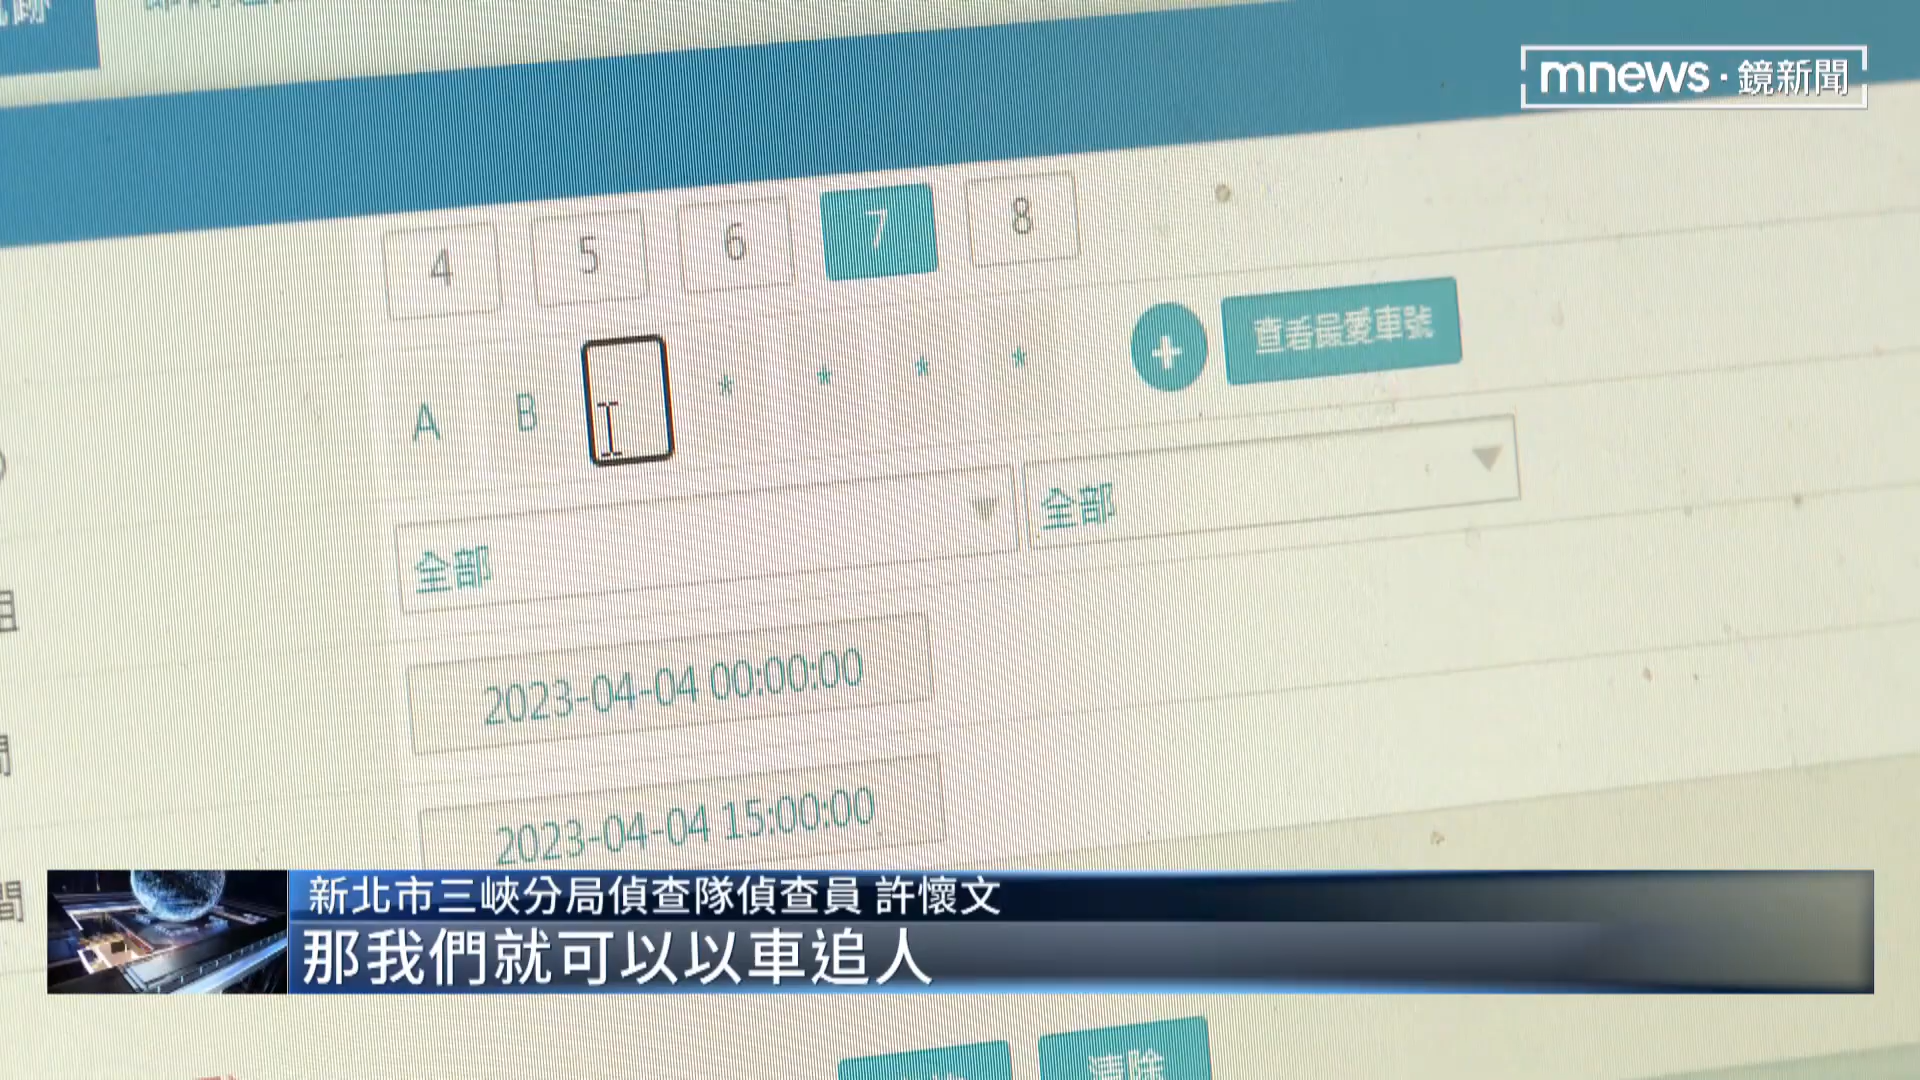 mnews·鏡新聞
4 5 6 7 8
A B * * * *
+ 查看最愛車號
全部 全部
2023-04-04 00:00:00
2023-04-04 15:00:00
新北市三峽分局偵查隊偵查員 許懷文
那我們就可以以車追人
清除